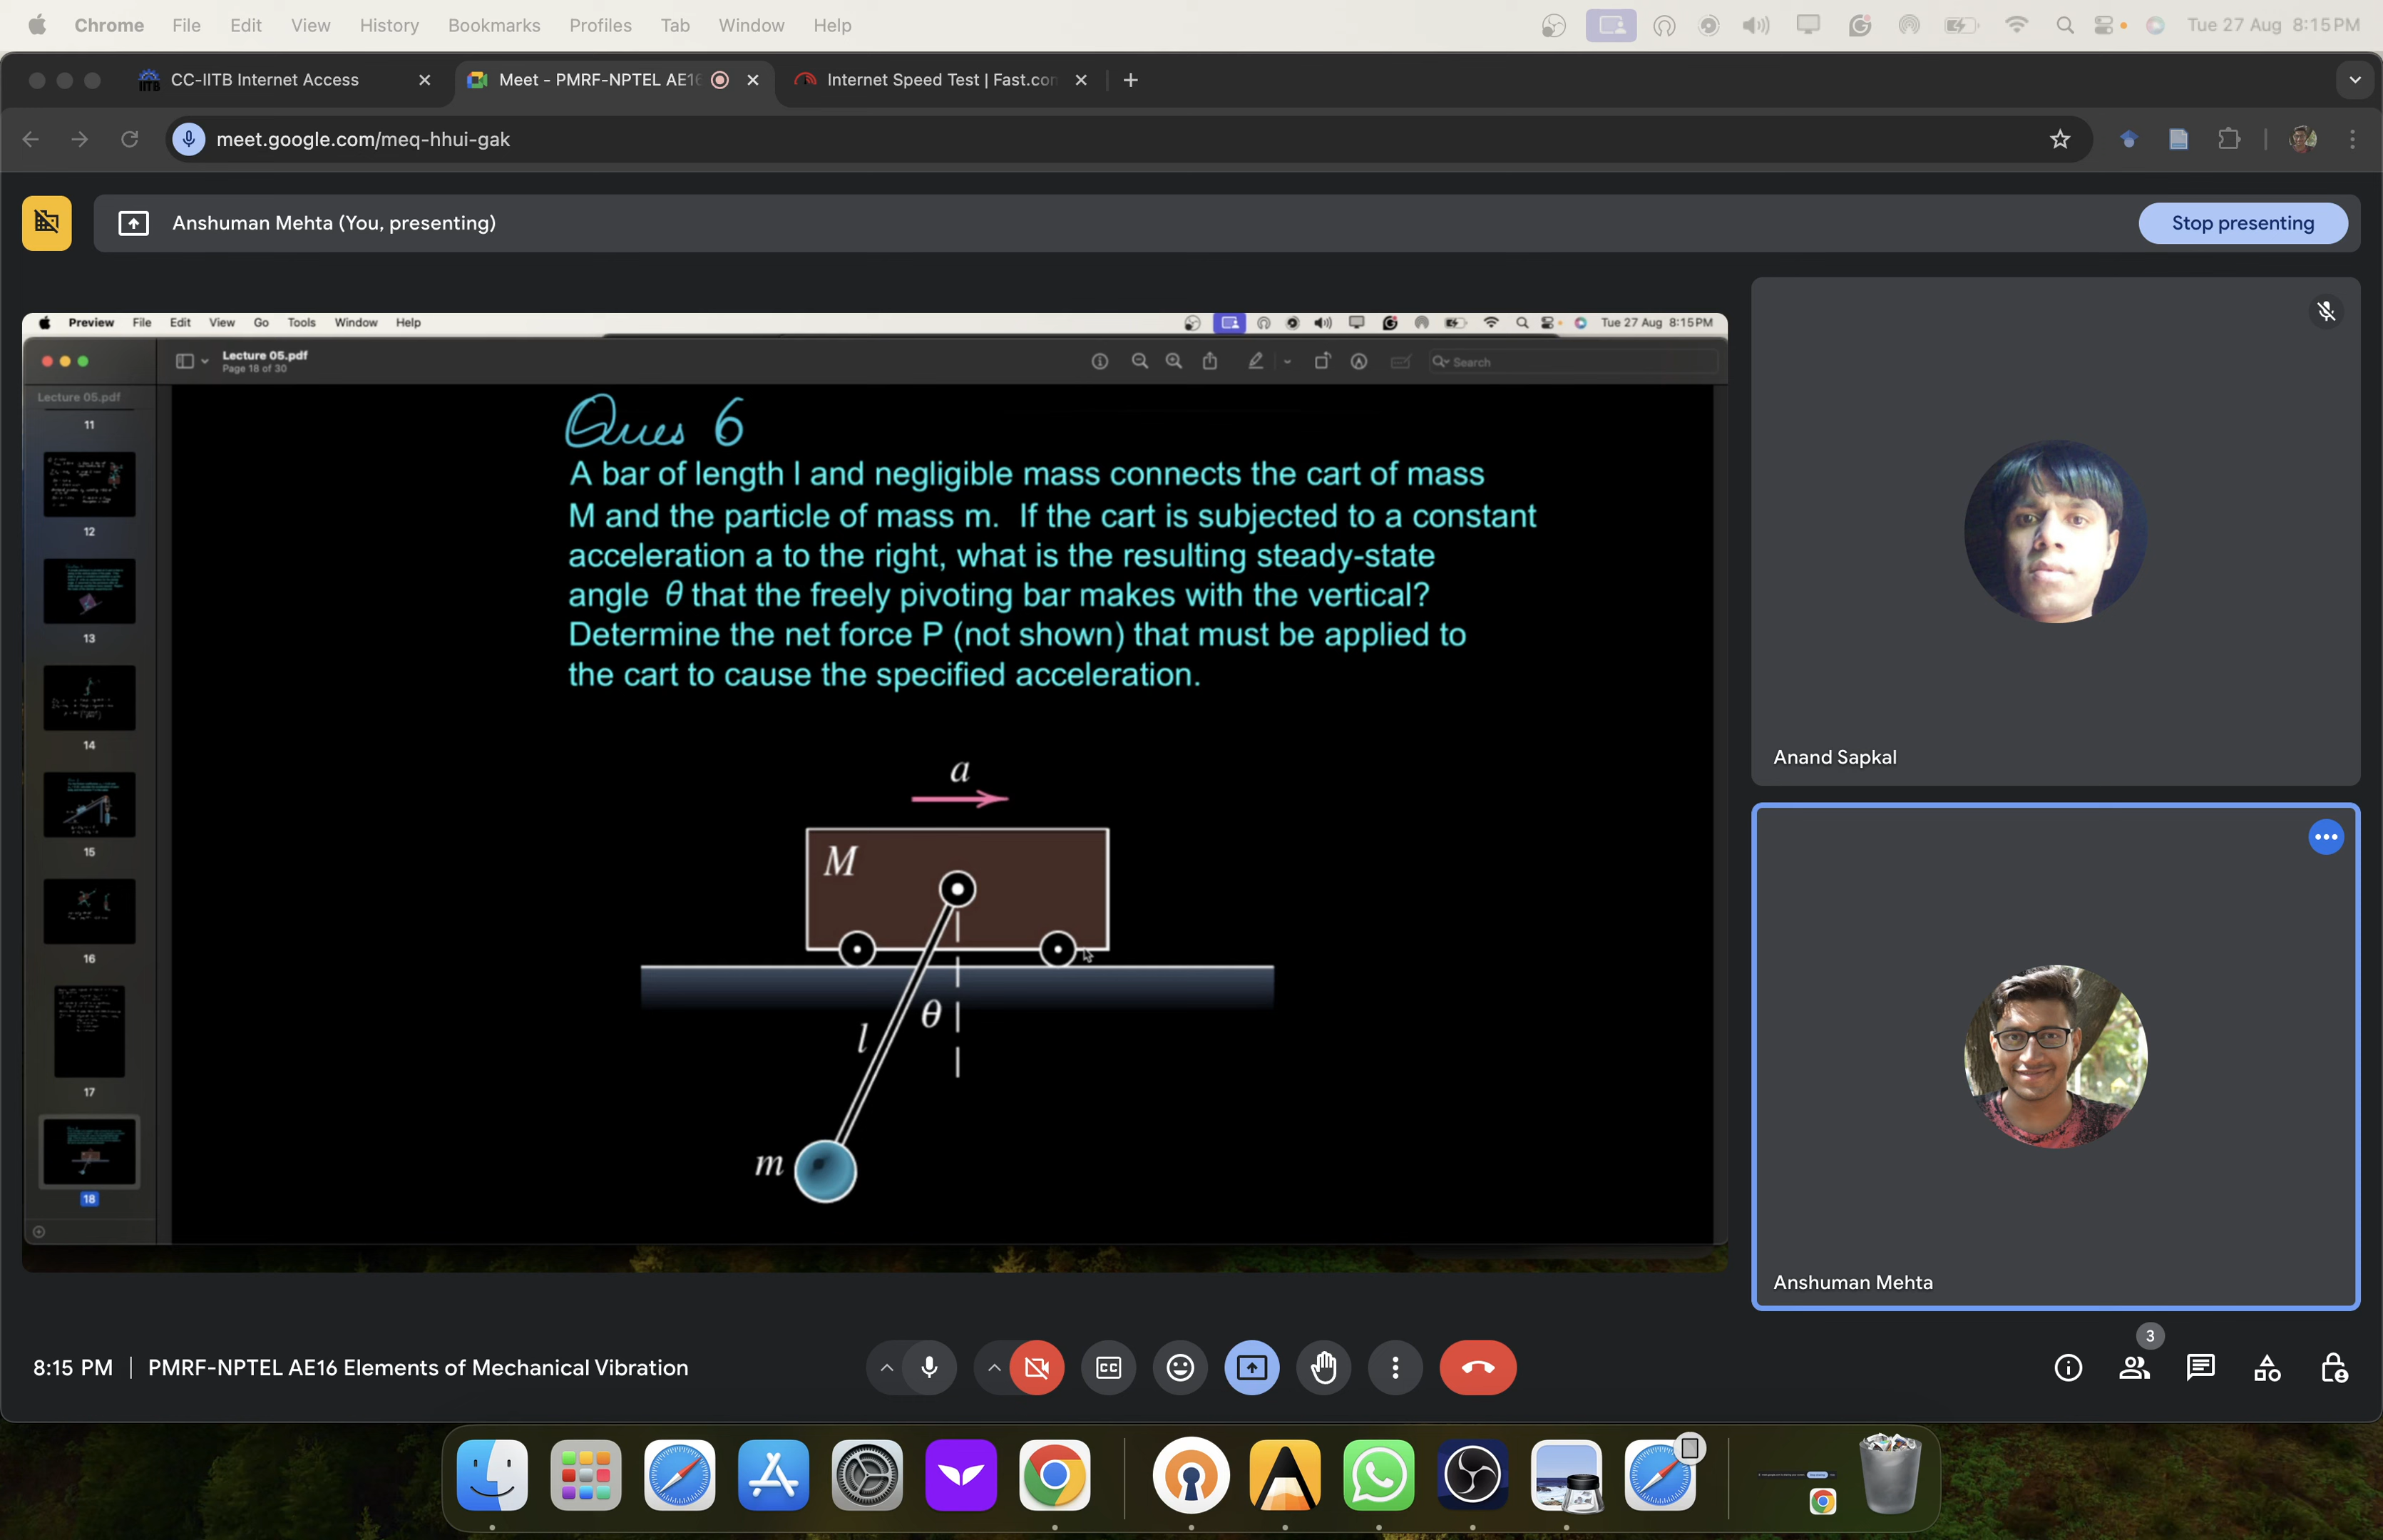 Chrome File Edit View History Bookmarks Profiles Tab Window Help Tue 27 Aug 8:15 PM
CC-IITB Internet Access Meet - PMRF-NPTEL AE16 Internet Speed Test | Fast.com
meet.google.com/meq-hhui-gak
Anshuman Mehta (You, presenting) Stop presenting
Preview File Edit View Go Tools Window Help Tue 27 Aug 8:15 PM
Lecture 05.pdf
Page 18 of 30
Search
Lecture 05.pdf
11
12
13
14
15
16
17
18
Ques 6
A bar of length l and negligible mass connects the cart of mass
M and the particle of mass m. If the cart is subjected to a constant
acceleration a to the right, what is the resulting steady-state
angle θ that the freely pivoting bar makes with the vertical?
Determine the net force P (not shown) that must be applied to
the cart to cause the specified acceleration.
a
M
θ
l
m
Anand Sapkal
Anshuman Mehta
3
8:15 PM | PMRF-NPTEL AE16 Elements of Mechanical Vibration
CC